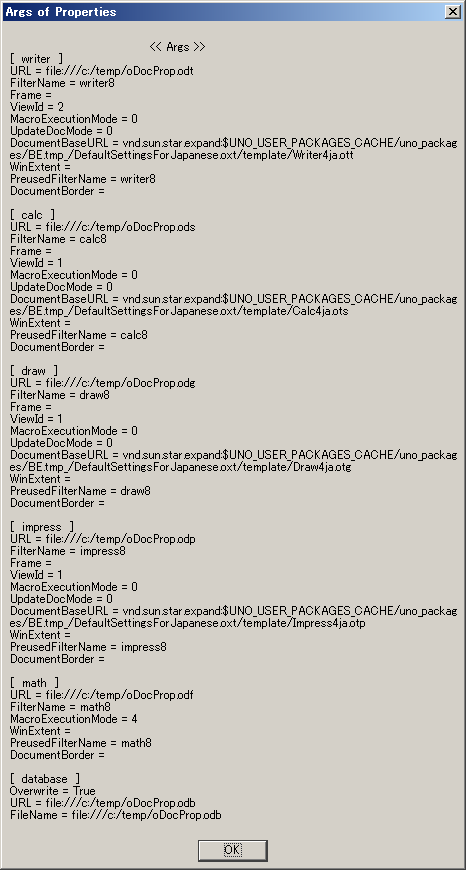 Args of Properties
<< Args >>
[ writer ]
URL = file:///c:/temp/oDocProp.odt
FilterName = writer8
Frame =
ViewId = 2
MacroExecutionMode = 0
UpdateDocMode = 0
DocumentBaseURL = vnd.sun.star.expand:$UNO_USER_PACKAGES_CACHE/uno_packag
es/BE.tmp_/DefaultSettingsForJapanese.oxt/template/Writer4ja.ott
WinExtent =
PreusedFilterName = writer8
DocumentBorder =
[ calc ]
URL = file:///c:/temp/oDocProp.ods
FilterName = calc8
Frame =
ViewId = 1
MacroExecutionMode = 0
UpdateDocMode = 0
DocumentBaseURL = vnd.sun.star.expand:$UNO_USER_PACKAGES_CACHE/uno_packag
es/BE.tmp_/DefaultSettingsForJapanese.oxt/template/Calc4ja.ots
WinExtent =
PreusedFilterName = calc8
DocumentBorder =
[ draw ]
URL = file:///c:/temp/oDocProp.odg
FilterName = draw8
Frame =
ViewId = 1
MacroExecutionMode = 0
UpdateDocMode = 0
DocumentBaseURL = vnd.sun.star.expand:$UNO_USER_PACKAGES_CACHE/uno_packag
es/BE.tmp_/DefaultSettingsForJapanese.oxt/template/Draw4ja.otg
WinExtent =
PreusedFilterName = draw8
DocumentBorder =
[ impress ]
URL = file:///c:/temp/oDocProp.odp
FilterName = impress8
Frame =
ViewId = 1
MacroExecutionMode = 0
UpdateDocMode = 0
DocumentBaseURL = vnd.sun.star.expand:$UNO_USER_PACKAGES_CACHE/uno_packag
es/BE.tmp_/DefaultSettingsForJapanese.oxt/template/Impress4ja.otp
WinExtent =
PreusedFilterName = impress8
DocumentBorder =
[ math ]
URL = file:///c:/temp/oDocProp.odf
FilterName = math8
MacroExecutionMode = 4
WinExtent =
PreusedFilterName = math8
DocumentBorder =
[ database ]
Overwrite = True
URL = file:///c:/temp/oDocProp.odb
FileName = file:///c:/temp/oDocProp.odb
OK